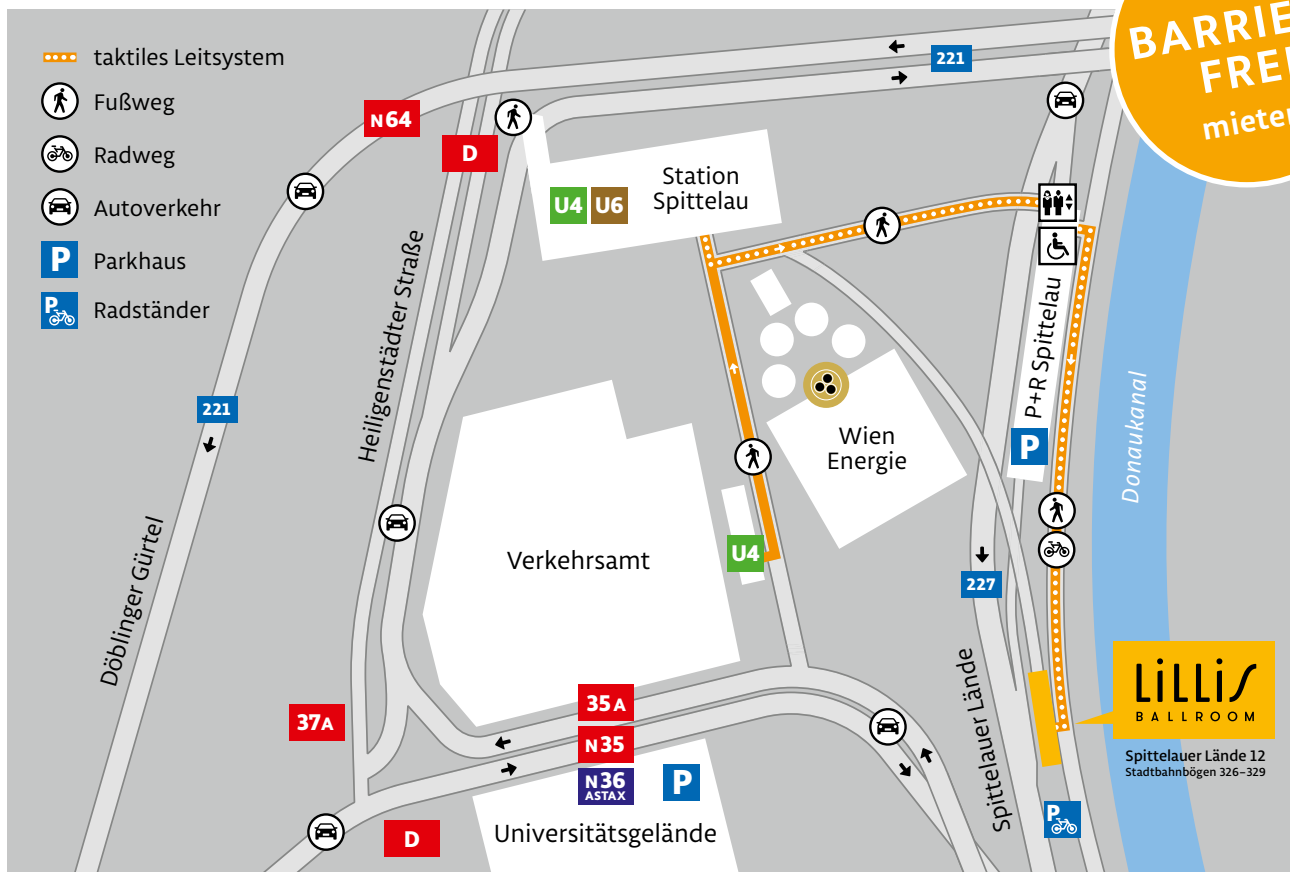 taktiles Leitsystem
Fußweg
Radweg
Autoverkehr
P Parkhaus
P Radständer
BARRIE
FREI
mieten
221
N64
D
Station
Spittelau
U4 U6
Heiligenstädter Straße
P+R Spittelau
P
Donaukanal
221
Wien
Energie
Döblinger Gürtel
Verkehrsamt
U4
227
Spittelauer Lände
LiLLiS
BALLROOM
Spittelauer Lände 12
Stadtbahnbögen 326–329
37A
35A
N35
N36
ASTAX
P
D
Universitätsgelände
P